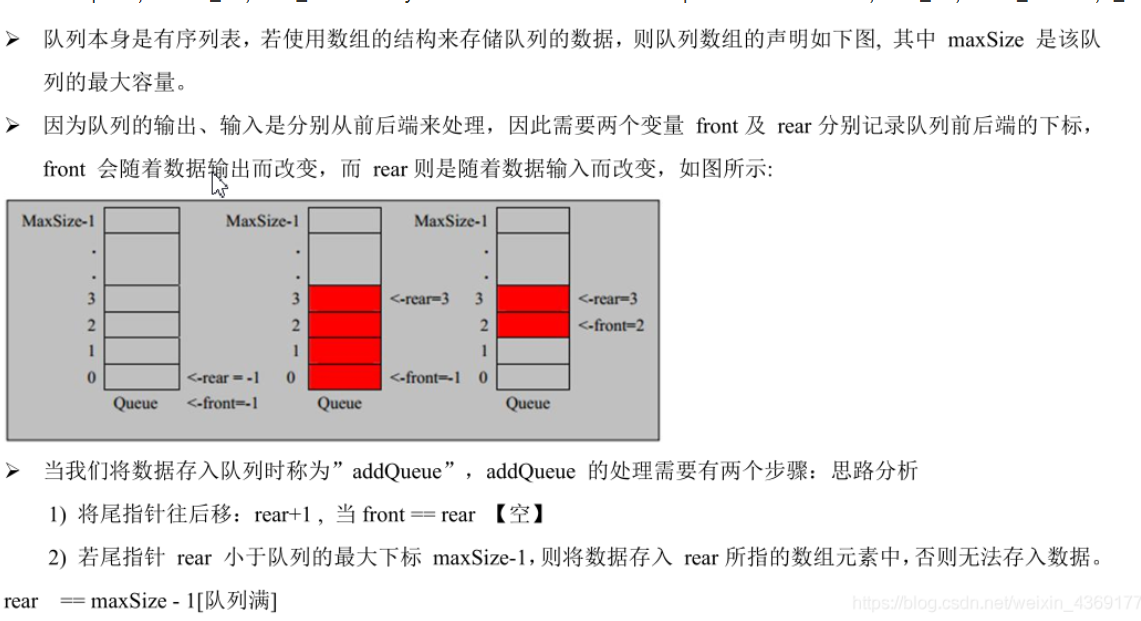 ➢ 队列本身是有序列表，若使用数组的结构来存储队列的数据，则队列数组的声明如下图, 其中 maxSize 是该队
列的最大容量。
➢ 因为队列的输出、输入是分别从前后端来处理，因此需要两个变量 front 及 rear 分别记录队列前后端的下标，
front 会随着数据输出而改变，而 rear 则是随着数据输入而改变，如图所示:
MaxSize-1 MaxSize-1 MaxSize-1
. . .
. . .
3 3 <-rear=3 3 <-rear=3
2 2 2 <-front=2
1 1 1
0 <-rear = -1 0 <-front=-1 0
Queue <-front=-1 Queue Queue
➢ 当我们将数据存入队列时称为”addQueue”，addQueue 的处理需要有两个步骤：思路分析
1) 将尾指针往后移：rear+1 , 当 front == rear 【空】
2) 若尾指针 rear 小于队列的最大下标 maxSize-1，则将数据存入 rear 所指的数组元素中，否则无法存入数据。
rear == maxSize - 1[队列满]
https://blog.csdn.net/weixin_4369177